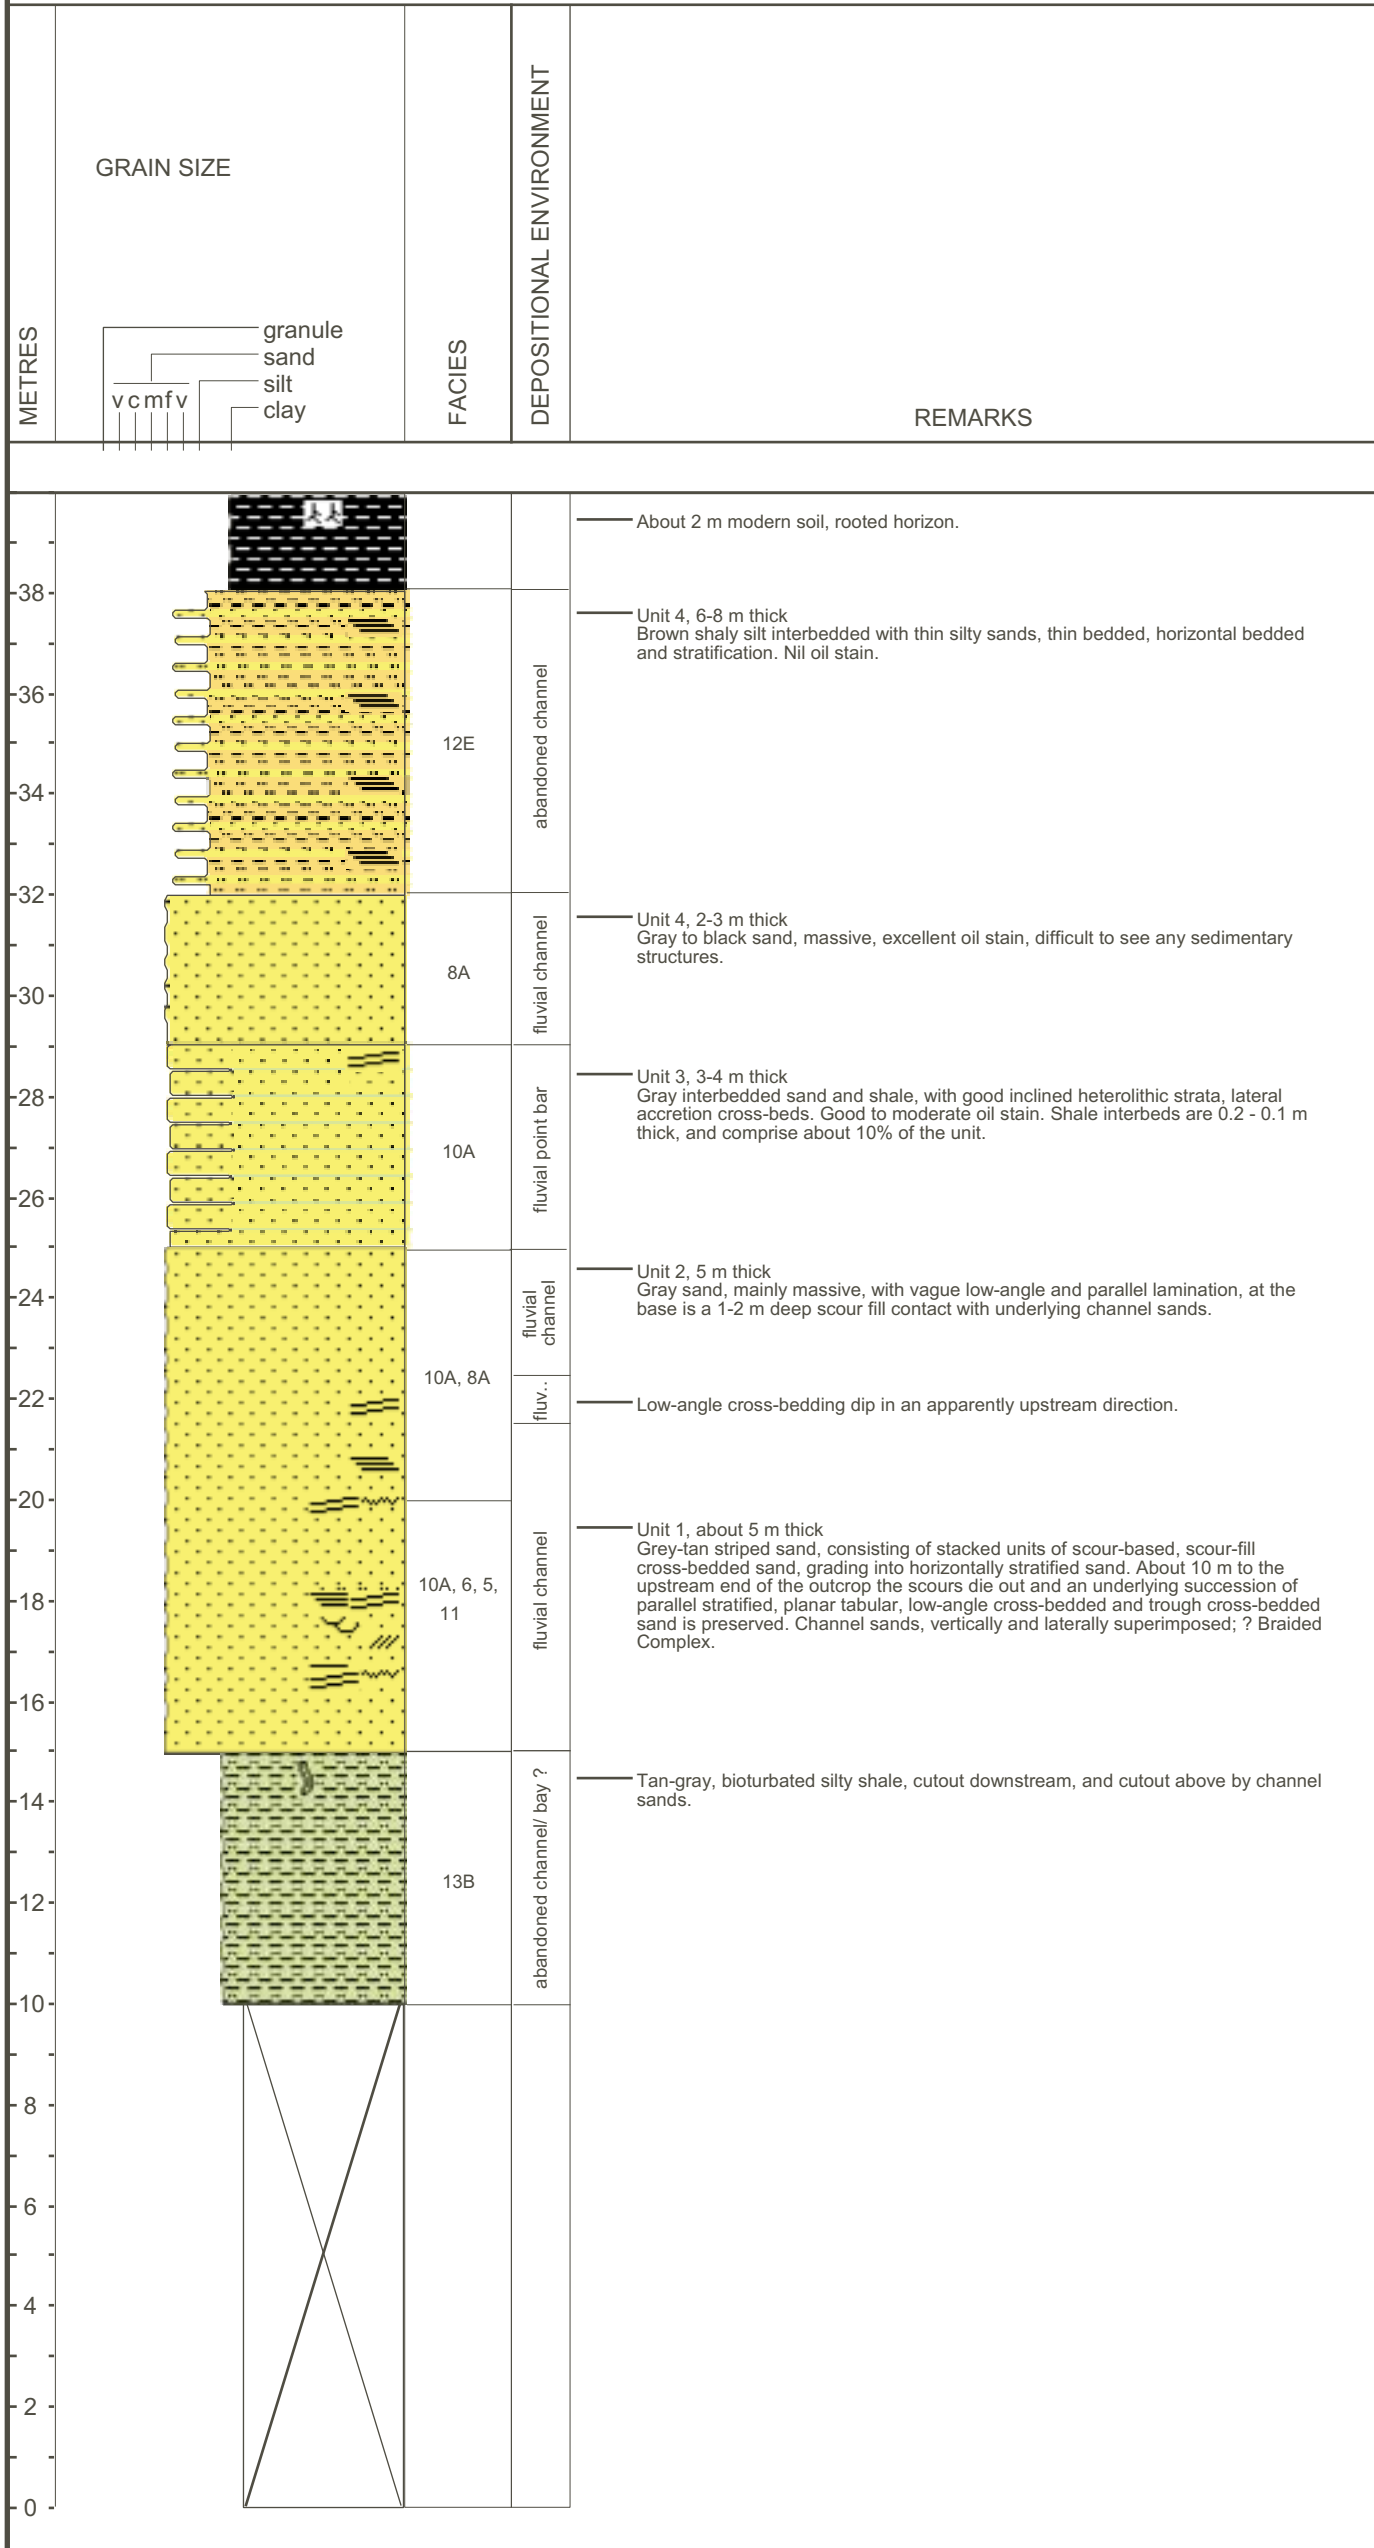 METRES
GRAIN SIZE
granule
sand
silt
clay
v c m f v
FACIES
DEPOSITIONAL ENVIRONMENT
REMARKS
About 2 m modern soil, rooted horizon.
38
Unit 4, 6-8 m thick
Brown shaly silt interbedded with thin silty sands, thin bedded, horizontal bedded
and stratification. Nil oil stain.
36
12E
abandoned channel
34
32
Unit 4, 2-3 m thick
Gray to black sand, massive, excellent oil stain, difficult to see any sedimentary
structures.
8A
fluvial channel
30
28
Unit 3, 3-4 m thick
Gray interbedded sand and shale, with good inclined heterolithic strata, lateral
accretion cross-beds. Good to moderate oil stain. Shale interbeds are 0.2 - 0.1 m
thick, and comprise about 10% of the unit.
10A
fluvial point bar
26
24
Unit 2, 5 m thick
Gray sand, mainly massive, with vague low-angle and parallel lamination, at the
base is a 1-2 m deep scour fill contact with underlying channel sands.
fluvial
channel
10A, 8A
22
fluv..
Low-angle cross-bedding dip in an apparently upstream direction.
20
Unit 1, about 5 m thick
Grey-tan striped sand, consisting of stacked units of scour-based, scour-fill
cross-bedded sand, grading into horizontally stratified sand. About 10 m to the
upstream end of the outcrop the scours die out and an underlying succession of
parallel stratified, planar tabular, low-angle cross-bedded and trough cross-bedded
sand is preserved. Channel sands, vertically and laterally superimposed; ? Braided
Complex.
10A, 6, 5,
11
fluvial channel
18
16
Tan-gray, bioturbated silty shale, cutout downstream, and cutout above by channel
sands.
14
13B
abandoned channel/ bay ?
12
10
8
6
4
2
0